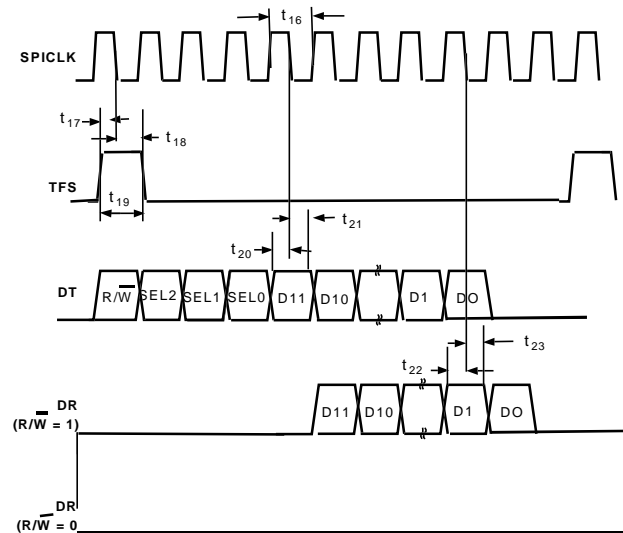 t16
SPICLK
t17
t18
TFS
t19
t21
t20
DT
R/W̅ SEL2 SEL1 SEL0 D11 D10 D1 DO
t23
t22
DR
(R/W̅ = 1)
D11 D10 D1 DO
DR
(R/W̅ = 0